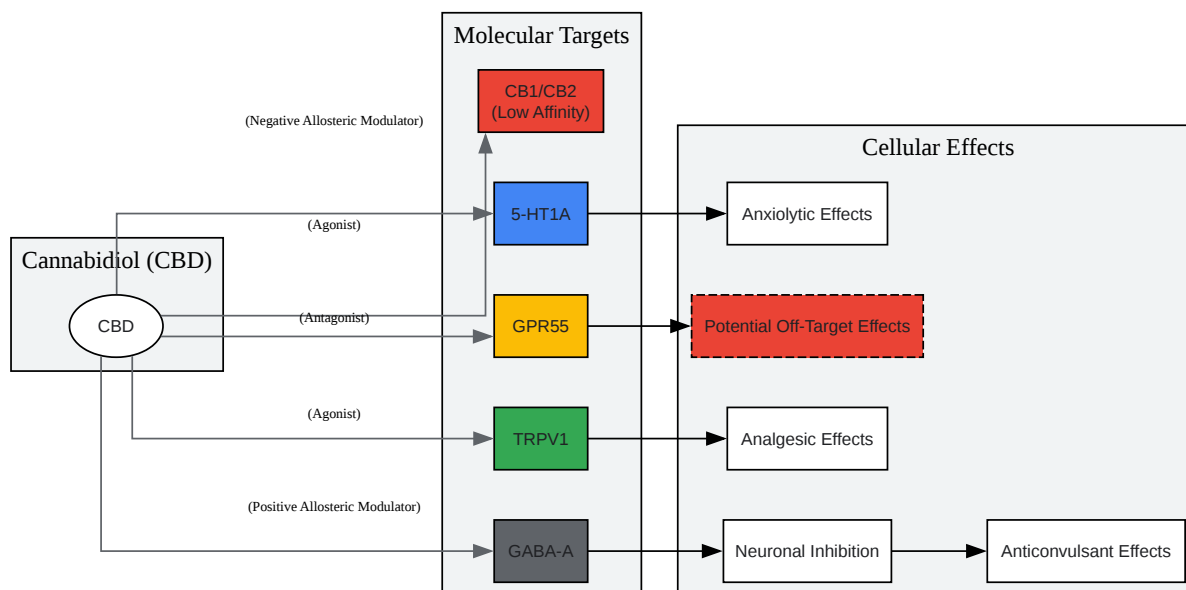 Molecular Targets
CB1/CB2
(Low Affinity)
(Negative Allosteric Modulator)
Cellular Effects
5-HT1A
Anxiolytic Effects
(Agonist)
Cannabidiol (CBD)
CBD
(Antagonist)
GPR55
Potential Off-Target Effects
(Agonist)
TRPV1
Analgesic Effects
(Positive Allosteric Modulator)
GABA-A
Neuronal Inhibition
Anticonvulsant Effects